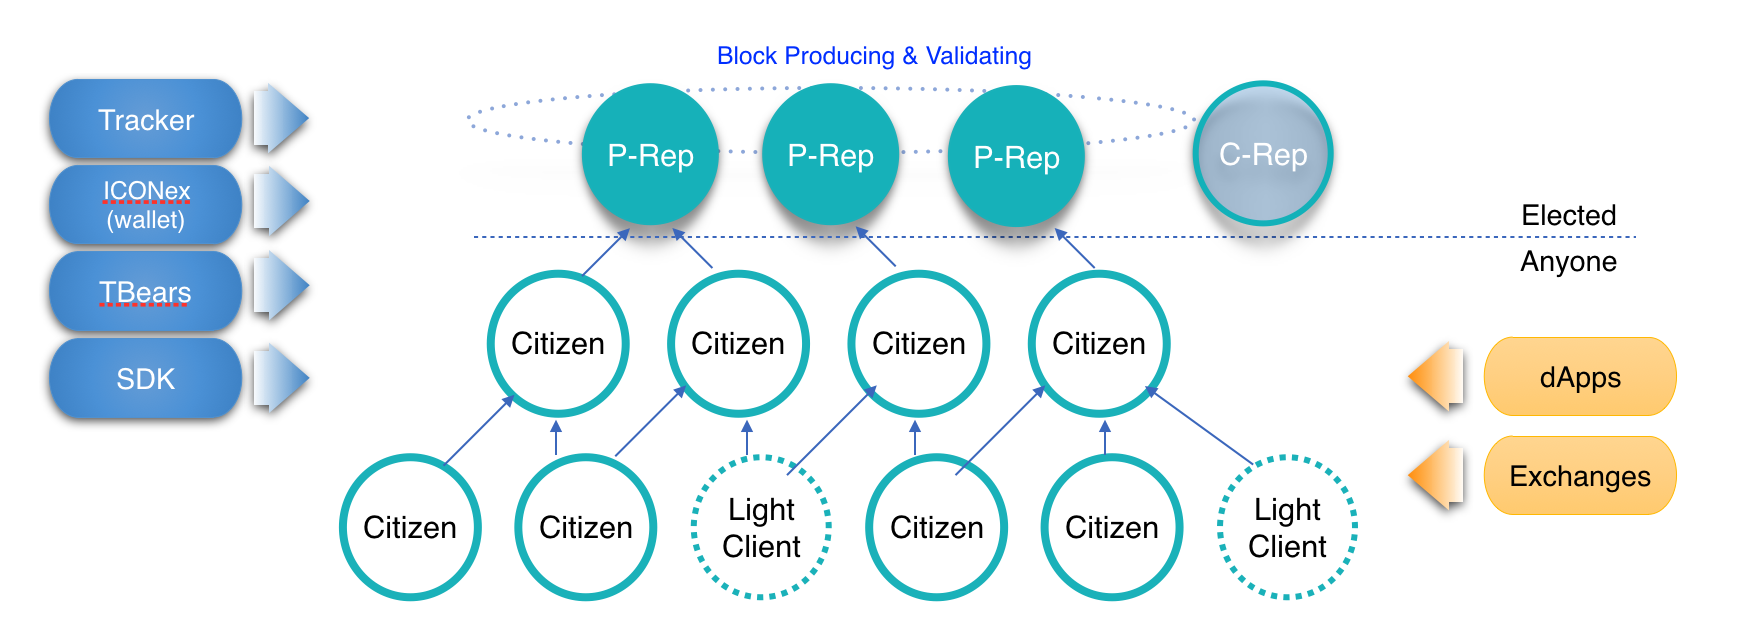 Block Producing & Validating
Tracker
ICONex
(wallet)
TBears
SDK
P-Rep
P-Rep
P-Rep
C-Rep
Elected
Anyone
Citizen
Citizen
Citizen
Citizen
dApps
Exchanges
Citizen
Citizen
Light
Client
Citizen
Citizen
Light
Client